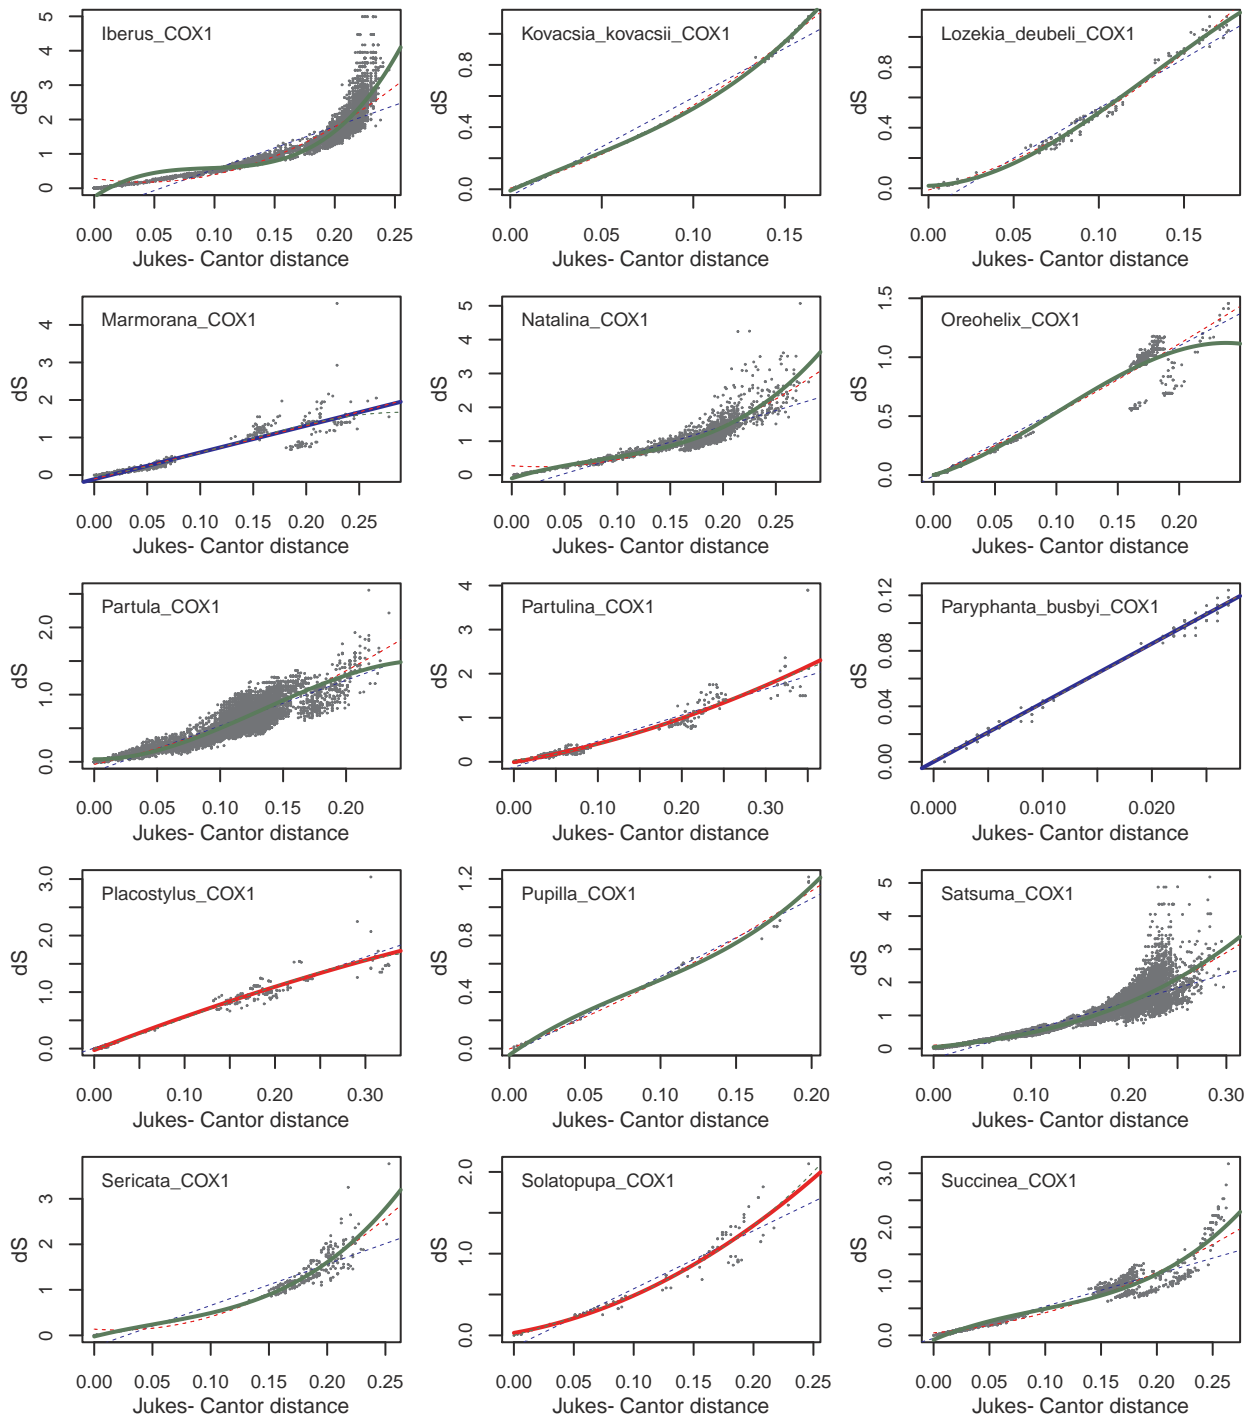 Iberus_COX1
dS
0 1 2 3 4 5
0.00 0.05 0.10 0.15 0.20 0.25
Jukes- Cantor distance
Kovacsia_kovacsii_COX1
dS
0.0 0.4 0.8
0.00 0.05 0.10 0.15
Jukes- Cantor distance
Lozekia_deubeli_COX1
dS
0.0 0.4 0.8
0.00 0.05 0.10 0.15
Jukes- Cantor distance
Marmorana_COX1
dS
0 1 2 3 4
0.00 0.05 0.10 0.15 0.20 0.25
Jukes- Cantor distance
Natalina_COX1
dS
0 1 2 3 4 5
0.00 0.05 0.10 0.15 0.20 0.25
Jukes- Cantor distance
Oreohelix_COX1
dS
0.0 0.5 1.0 1.5
0.00 0.05 0.10 0.20
Jukes- Cantor distance
Partula_COX1
dS
0.0 1.0 2.0
0.00 0.05 0.10 0.15 0.20
Jukes- Cantor distance
Partulina_COX1
dS
0 1 2 3 4
0.00 0.10 0.20 0.30
Jukes- Cantor distance
Paryphanta_busbyi_COX1
dS
0.00 0.04 0.08 0.12
0.000 0.010 0.020
Jukes- Cantor distance
Placostylus_COX1
dS
0.0 1.0 2.0 3.0
0.00 0.10 0.20 0.30
Jukes- Cantor distance
Pupilla_COX1
dS
0.0 0.4 0.8 1.2
0.00 0.05 0.10 0.15 0.20
Jukes- Cantor distance
Satsuma_COX1
dS
0 1 2 3 4 5
0.00 0.10 0.20 0.30
Jukes- Cantor distance
Sericata_COX1
dS
0 1 2 3
0.00 0.05 0.10 0.15 0.20 0.25
Jukes- Cantor distance
Solatopupa_COX1
dS
0.0 1.0 2.0
0.00 0.05 0.10 0.15 0.20 0.25
Jukes- Cantor distance
Succinea_COX1
dS
0.0 1.0 2.0 3.0
0.00 0.05 0.10 0.15 0.20 0.25
Jukes- Cantor distance